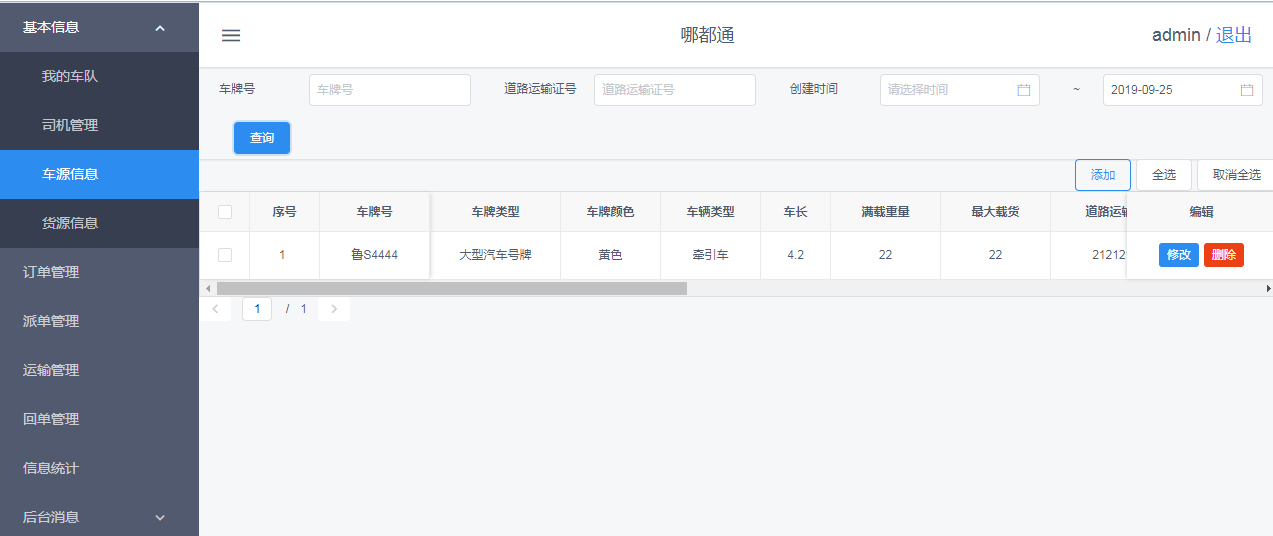 基本信息
哪都通
admin / 退出
我的车队
司机管理
车源信息
货源信息
订单管理
派单管理
运输管理
回单管理
信息统计
后台消息
车牌号 车牌号 道路运输证号 道路运输证号 创建时间 请选择时间 ~ 2019-09-25
查询
添加 全选 取消全选
序号 车牌号 车牌类型 车牌颜色 车辆类型 车长 满载重量 最大载货 道路运输 编辑
1 鲁S4444 大型汽车号牌 黄色 牵引车 4.2 22 22 21212 修改 删除
1 / 1